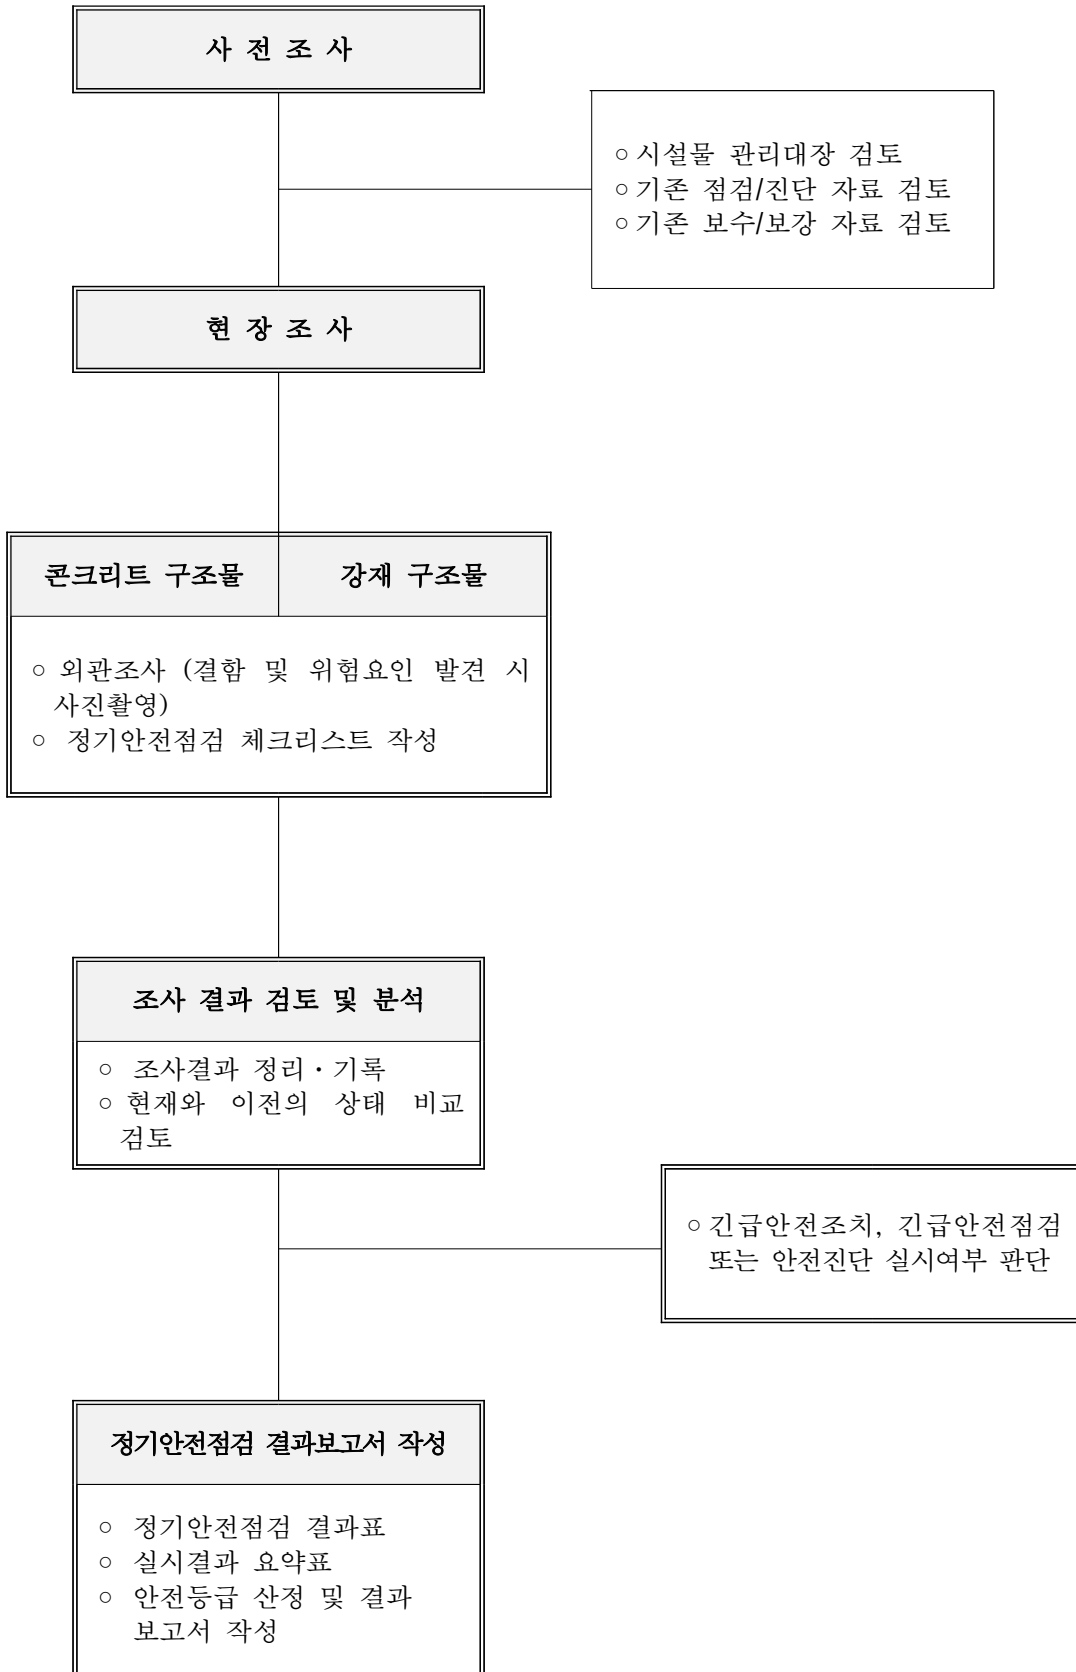 사 전 조 사
○ 시설물 관리대장 검토
○ 기존 점검/진단 자료 검토
○ 기존 보수/보강 자료 검토
현 장 조 사
콘크리트 구조물 강재 구조물
○ 외관조사 (결함 및 위험요인 발견 시
사진촬영)
○ 정기안전점검 체크리스트 작성
조사 결과 검토 및 분석
○ 조사결과 정리・기록
○ 현재와 이전의 상태 비교
검토
○ 긴급안전조치, 긴급안전점검
또는 안전진단 실시여부 판단
정기안전점검 결과보고서 작성
○ 정기안전점검 결과표
○ 실시결과 요약표
○ 안전등급 산정 및 결과
보고서 작성